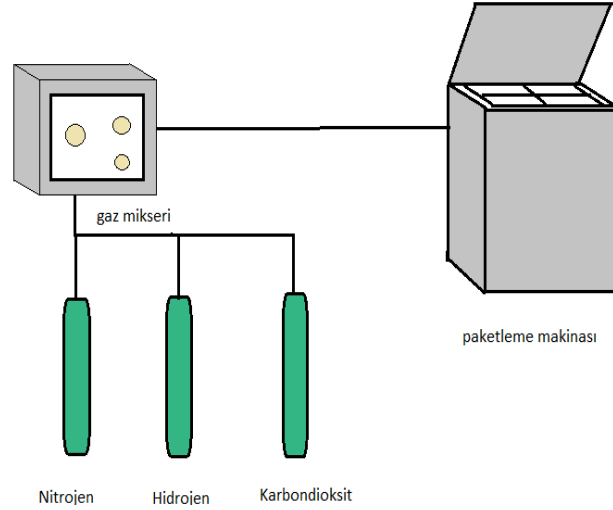 gaz mikseri
paketleme makinası
Nitrojen
Hidrojen
Karbondioksit